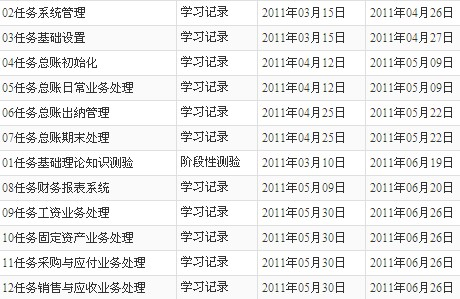 02任务系统管理 学习记录 2011年03月15日 2011年04月26日
03任务基础设置 学习记录 2011年03月15日 2011年04月27日
04任务总账初始化 学习记录 2011年04月12日 2011年05月09日
05任务总账日常业务处理 学习记录 2011年04月12日 2011年05月09日
06任务总账出纳管理 学习记录 2011年04月25日 2011年05月22日
07任务总账期末处理 学习记录 2011年04月25日 2011年05月22日
01任务基础理论知识测验 阶段性测验 2011年03月10日 2011年06月19日
08任务财务报表系统 学习记录 2011年05月09日 2011年06月20日
09任务工资业务处理 学习记录 2011年05月30日 2011年06月26日
10任务固定资产业务处理 学习记录 2011年05月30日 2011年06月26日
11任务采购与应付业务处理 学习记录 2011年05月30日 2011年06月26日
12任务销售与应收业务处理 学习记录 2011年05月30日 2011年06月26日